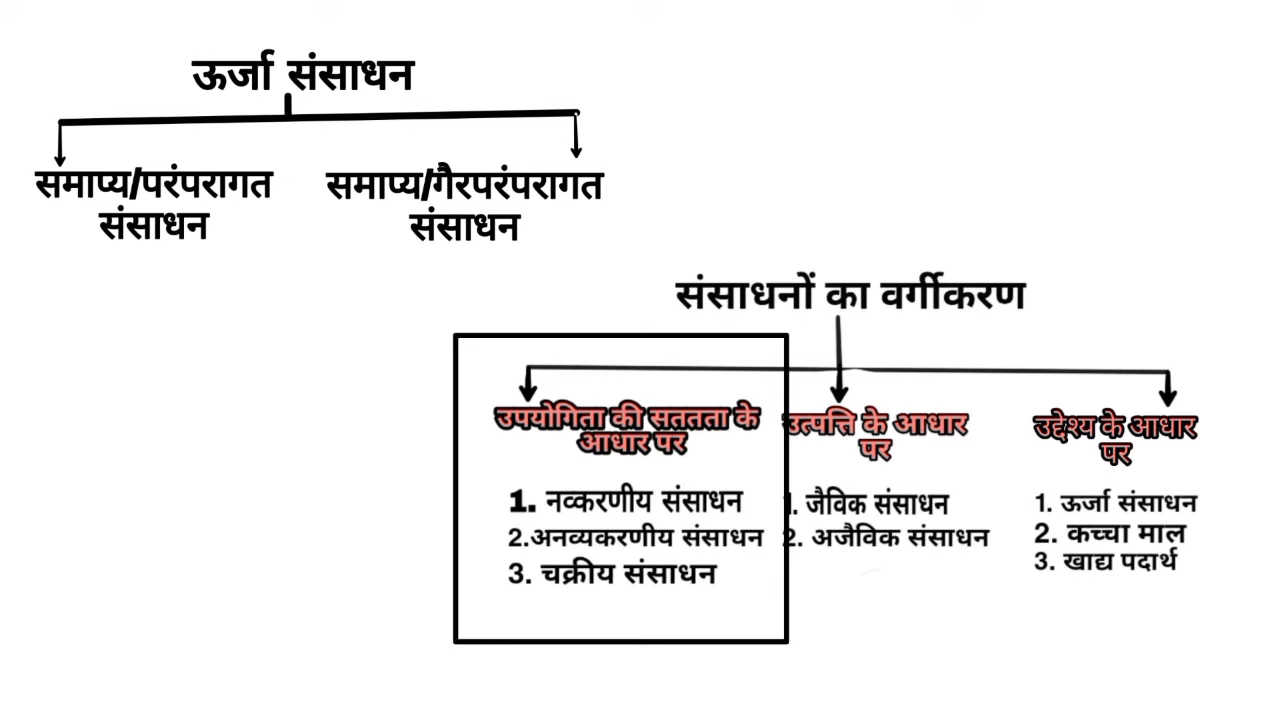 ऊर्जा संसाधन
समाप्य/परंपरागत
संसाधन
समाप्य/गैरपरंपरागत
संसाधन
संसाधनों का वर्गीकरण
उपयोगिता की सततता के
आधार पर
1. नव्करणीय संसाधन
2.अनव्यकरणीय संसाधन
3. चक्रीय संसाधन
उत्पत्ति के आधार
पर
1. जैविक संसाधन
2. अजैविक संसाधन
उद्देश्य के आधार
पर
1. ऊर्जा संसाधन
2. कच्चा माल
3. खाद्य पदार्थ